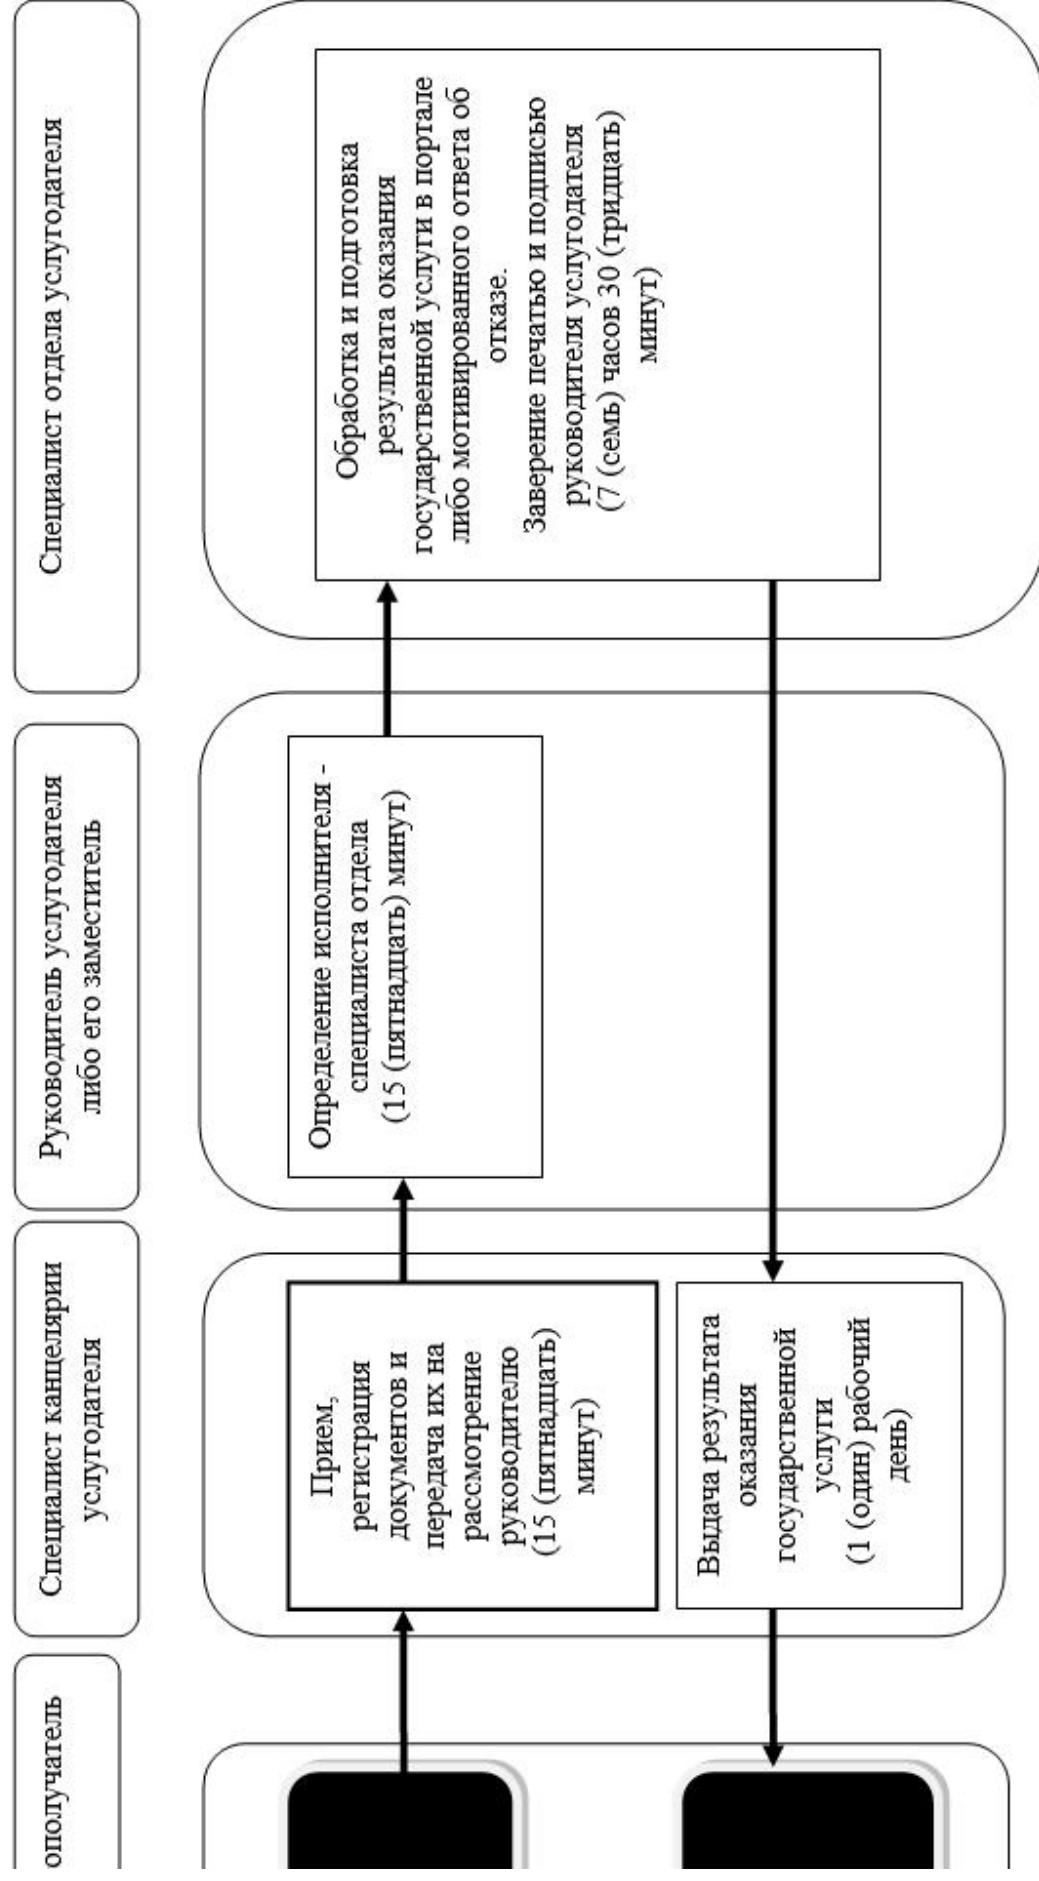 ополучатель
Специалист канцелярии
услугодателя
Руководитель услугодателя
либо его заместитель
Специалист отдела услугодателя
Прием,
регистрация
документов и
передача их на
рассмотрение
руководителю
(15 (пятнадцать)
минут)
Определение исполнителя -
специалиста отдела
(15 (пятнадцать) минут)
Обработка и подготовка
результата оказания
государственной услуги в портале
либо мотивированного ответа об
отказе.
Заверение печатью и подписью
руководителя услугодателя
(7 (семь) часов 30 (тридцать)
минут)
Выдача результата
оказания
государственной
услуги
(1 (один) рабочий
день)